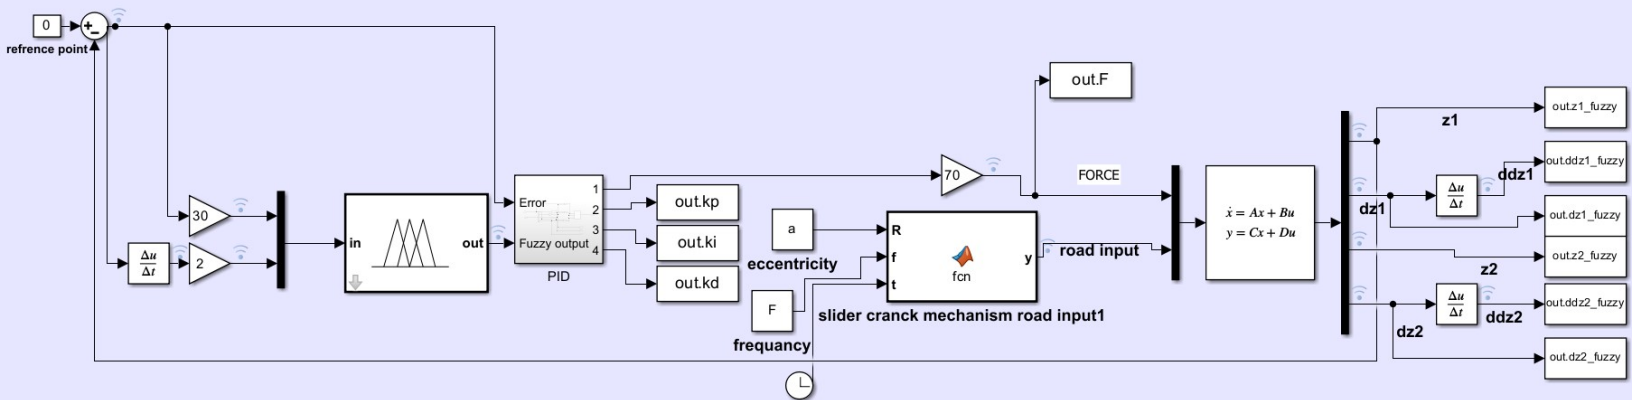 0
+
−
refrence point
30
Δu
Δt
2
in
out
Error
Fuzzy output
1
2
3
4
PID
out.kp
out.ki
out.kd
70
out.F
FORCE
a
eccentricity
F
frequancy
R
f
t
fcn
y
slider cranck mechanism road input1
road input
ẋ = Ax + Bu
y = Cx + Du
z1
out.z1_fuzzy
dz1
Δu
Δt
ddz1
out.ddz1_fuzzy
out.dz1_fuzzy
z2
out.z2_fuzzy
dz2
Δu
Δt
ddz2
out.ddz2_fuzzy
out.dz2_fuzzy